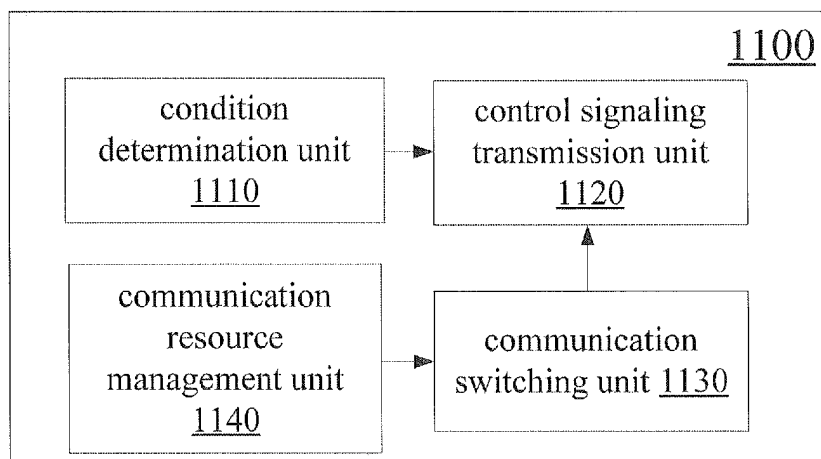 1100
condition
determination unit
1110
control signaling
transmission unit
1120
communication
resource
management unit
1140
communication
switching unit 1130